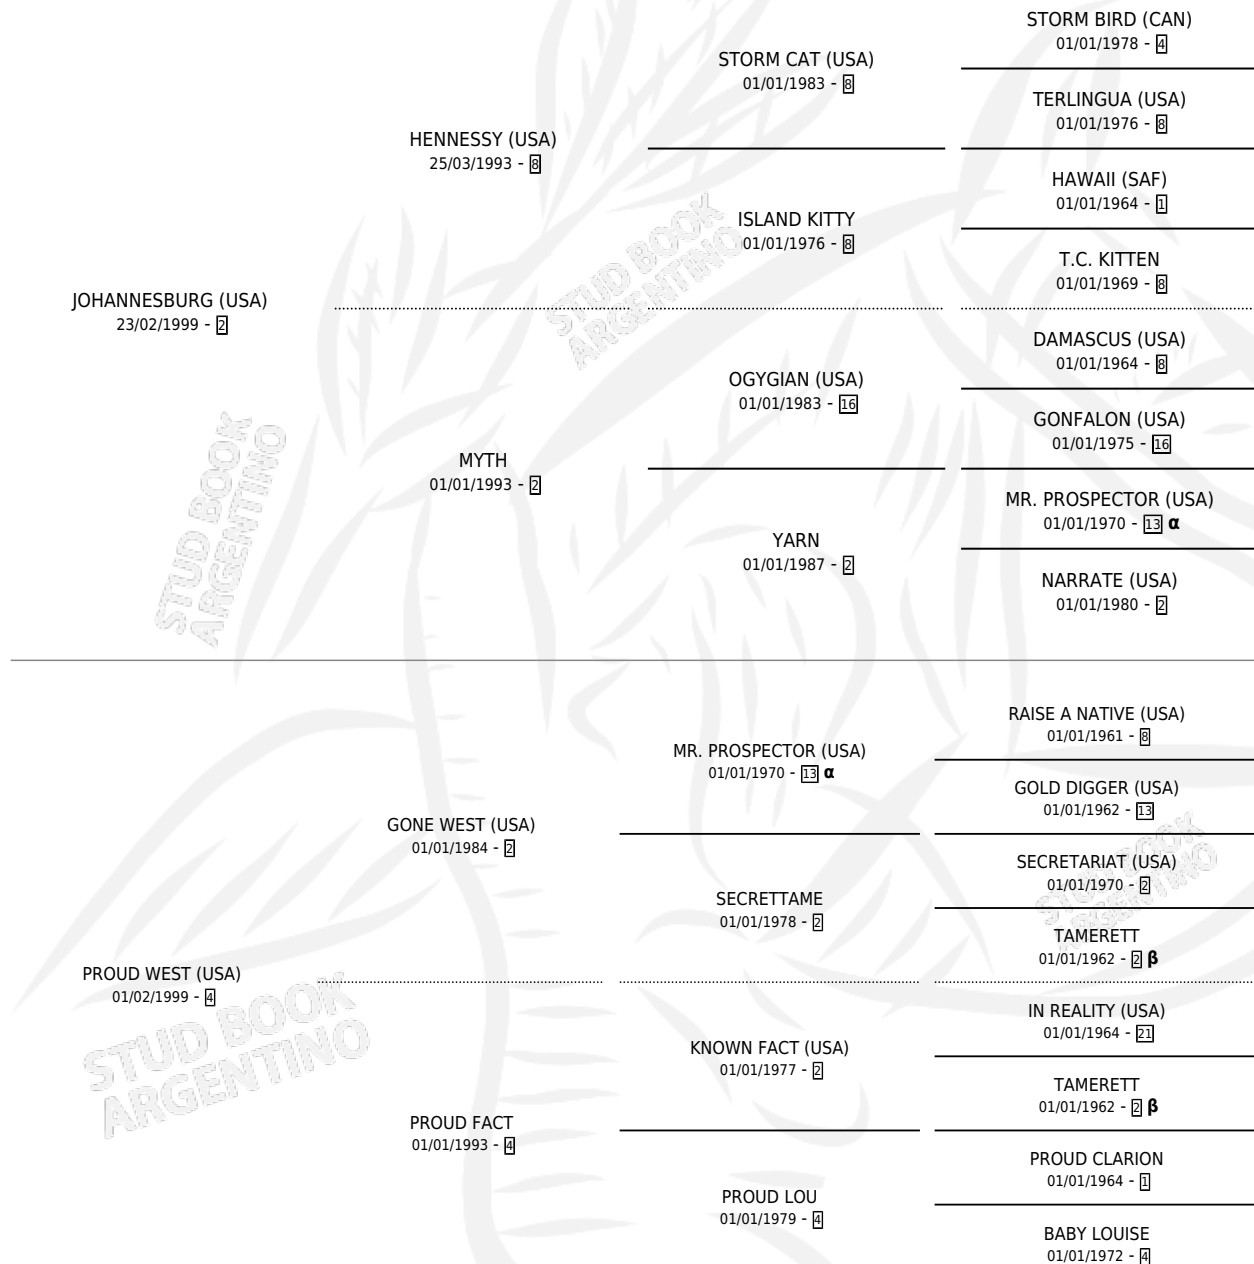 STORM BIRD (CAN)
01/01/1978 - 4
STORM CAT (USA)
01/01/1983 - 8
TERLINGUA (USA)
01/01/1976 - 8
HENNESSY (USA)
25/03/1993 - 8
HAWAII (SAF)
01/01/1964 - 1
ISLAND KITTY
01/01/1976 - 8
T.C. KITTEN
01/01/1969 - 8
JOHANNESBURG (USA)
23/02/1999 - 2
DAMASCUS (USA)
01/01/1964 - 8
OGYGIAN (USA)
01/01/1983 - 16
GONFALON (USA)
01/01/1975 - 16
MYTH
01/01/1993 - 2
MR. PROSPECTOR (USA)
01/01/1970 - 13 α
YARN
01/01/1987 - 2
NARRATE (USA)
01/01/1980 - 2
RAISE A NATIVE (USA)
01/01/1961 - 8
MR. PROSPECTOR (USA)
01/01/1970 - 13 α
GOLD DIGGER (USA)
01/01/1962 - 13
GONE WEST (USA)
01/01/1984 - 2
SECRETARIAT (USA)
01/01/1970 - 2
SECRETTAME
01/01/1978 - 2
TAMERETT
01/01/1962 - 2 β
PROUD WEST (USA)
01/02/1999 - 4
IN REALITY (USA)
01/01/1964 - 21
KNOWN FACT (USA)
01/01/1977 - 2
TAMERETT
01/01/1962 - 2 β
PROUD FACT
01/01/1993 - 4
PROUD CLARION
01/01/1964 - 1
PROUD LOU
01/01/1979 - 4
BABY LOUISE
01/01/1972 - 4
STUD BOOK
ARGENTINO
STUD BOOK
ARGENTINO
STUD BOOK
ARGENTINO
STUD BOOK
ARGENTINO